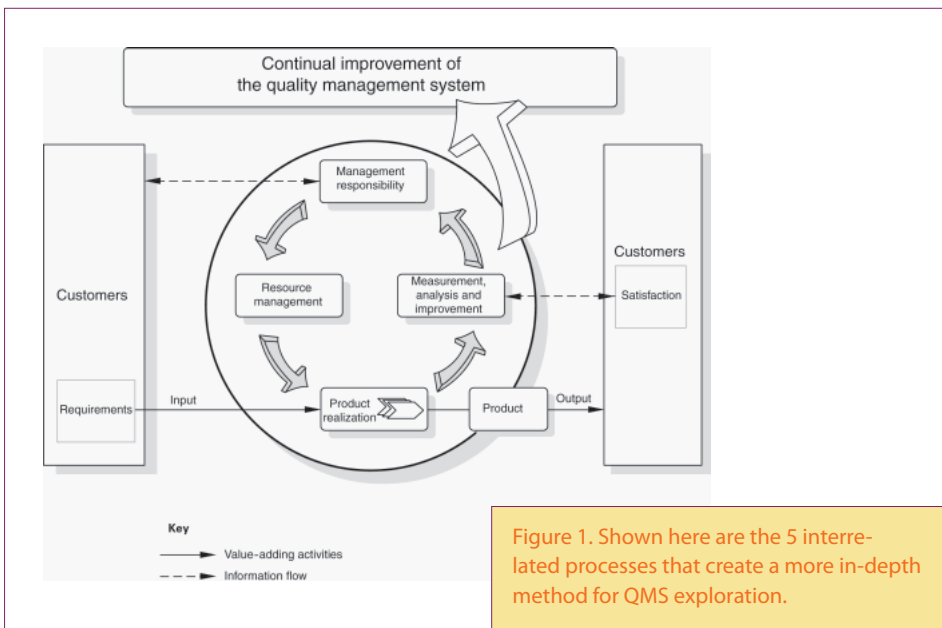 Continual improvement of
the quality management system
Management
responsibility
Customers
Resource
management
Measurement,
analysis and
improvement
Customers
Satisfaction
Requirements
Input
Product
realization
Product
Output
Key
Value-adding activities
Information flow
Figure 1. Shown here are the 5 interre-
lated processes that create a more in-depth
method for QMS exploration.